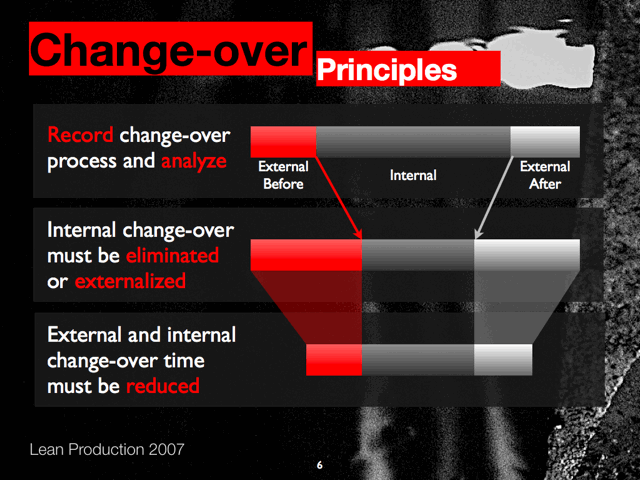 Change-over
Principles
Record change-over
process and analyze
External
Before
Internal
External
After
Internal change-over
must be eliminated
or externalized
External and internal
change-over time
must be reduced
Lean Production 2007
6